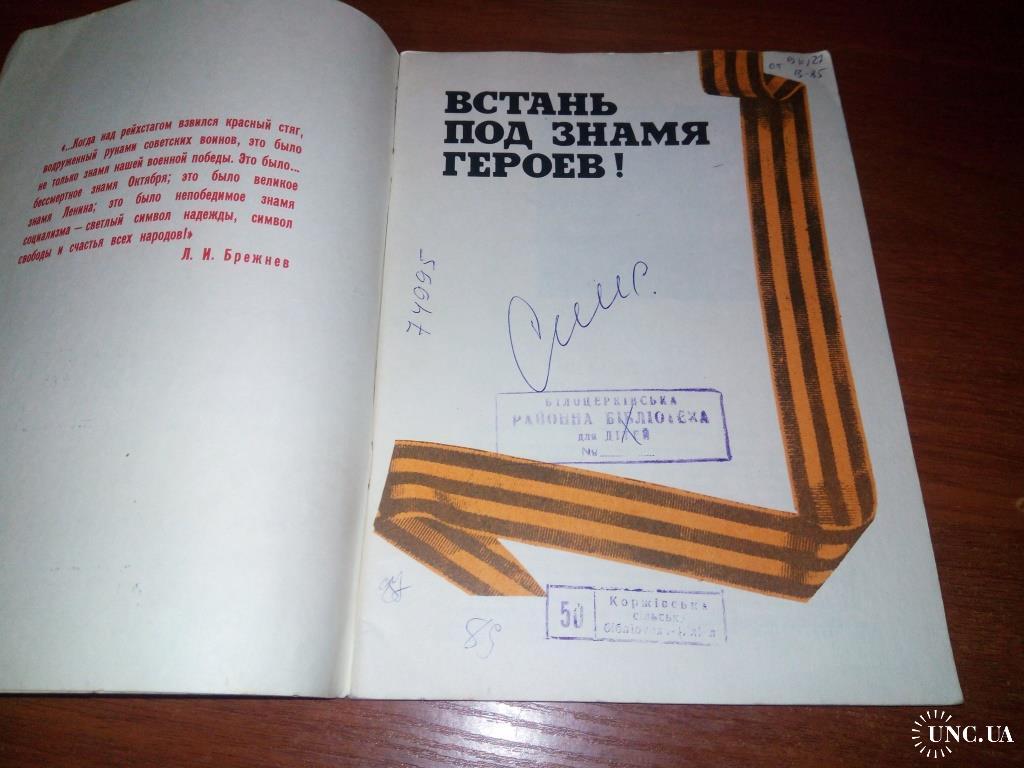 «...Когда над рейхстагом взвился красный стяг,
водруженный руками советских воинов, это было
не только знамя нашей военной победы. Это было...
бессмертное знамя Октября; это было великое
знамя Ленина; это было непобедимое знамя
социализма — светлый символ надежды, символ
свободы и счастья всех народов!»
Л. И. Брежнев
ВСТАНЬ
ПОД ЗНАМЯ
ГЕРОЕВ!
74995
БІЛОЦЕРКІВСЬКА
РАЙОННА БІБЛІОТЕКА
для ДІТЕЙ
№
50
Коржівська
сільська
UNC.UA